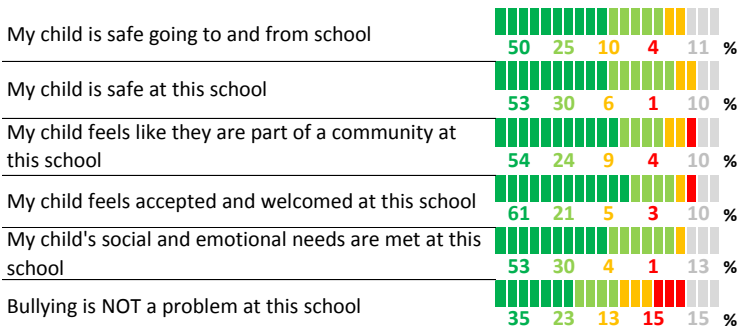 My child is safe going to and from school
50 25 10 4 11 %
My child is safe at this school
53 30 6 1 10 %
My child feels like they are part of a community at
this school
54 24 9 4 10 %
My child feels accepted and welcomed at this school
61 21 5 3 10 %
My child's social and emotional needs are met at this
school
53 30 4 1 13 %
Bullying is NOT a problem at this school
35 23 13 15 15 %